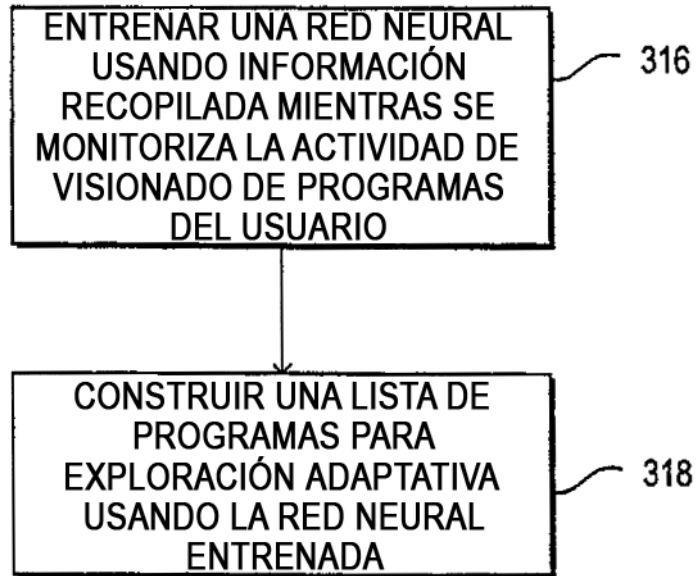 ENTRENAR UNA RED NEURAL
USANDO INFORMACIÓN
RECOPILADA MIENTRAS SE
MONITORIZA LA ACTIVIDAD DE
VISIONADO DE PROGRAMAS
DEL USUARIO
316
CONSTRUIR UNA LISTA DE
PROGRAMAS PARA
EXPLORACIÓN ADAPTATIVA
USANDO LA RED NEURAL
ENTRENADA
318